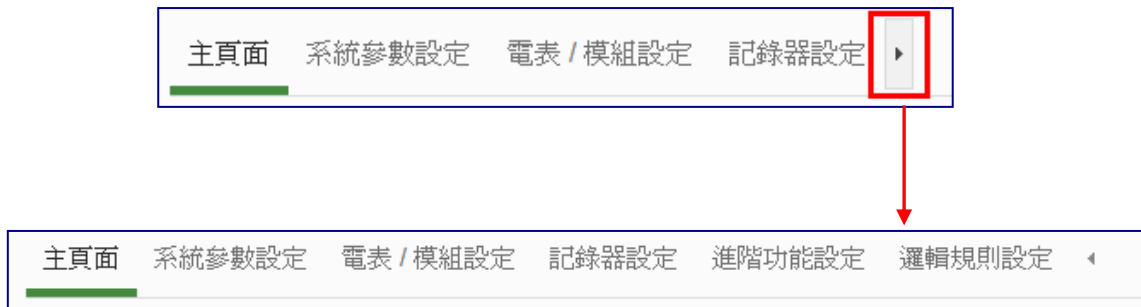 主頁面 系統參數設定 電表 / 模組設定 記錄器設定
主頁面 系統參數設定 電表 / 模組設定 記錄器設定 進階功能設定 邏輯規則設定